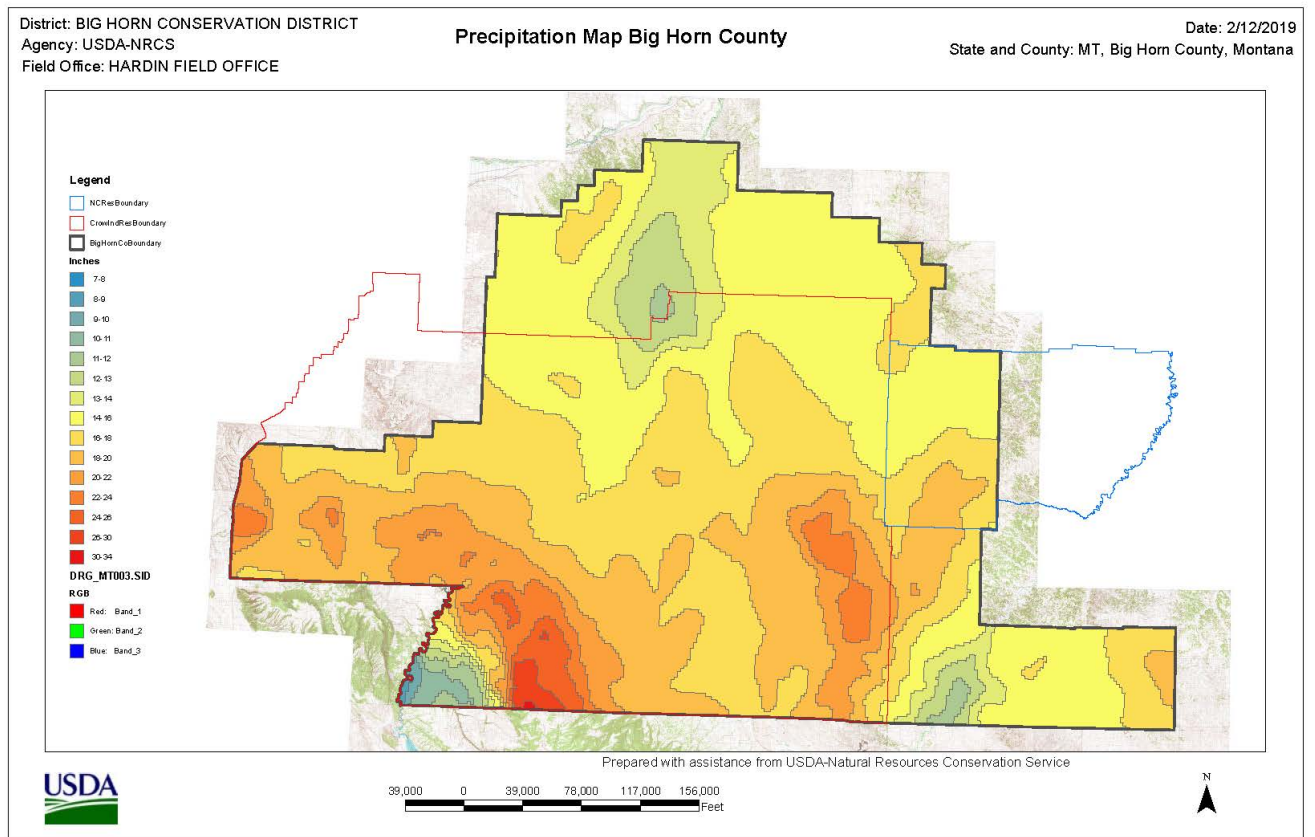 District: BIG HORN CONSERVATION DISTRICT
Agency: USDA-NRCS
Field Office: HARDIN FIELD OFFICE
Precipitation Map Big Horn County
Date: 2/12/2019
State and County: MT, Big Horn County, Montana
Legend
NCResBoundary
CrowIndResBoundary
BigHornCoBoundary
Inches
7-8
8-9
9-10
10-11
11-12
12-13
13-14
14-16
16-18
18-20
20-22
22-24
24-26
26-30
30-34
DRG_MT003.SID
RGB
Red: Band_1
Green: Band_2
Blue: Band_3
Prepared with assistance from USDA-Natural Resources Conservation Service
USDA
39,000 0 39,000 78,000 117,000 156,000
Feet
N